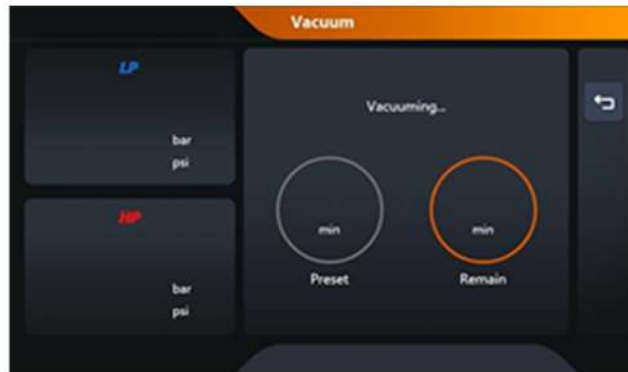 Vacuum
LP
bar
psi
HP
bar
psi
Vacuuming...
min
Preset
min
Remain